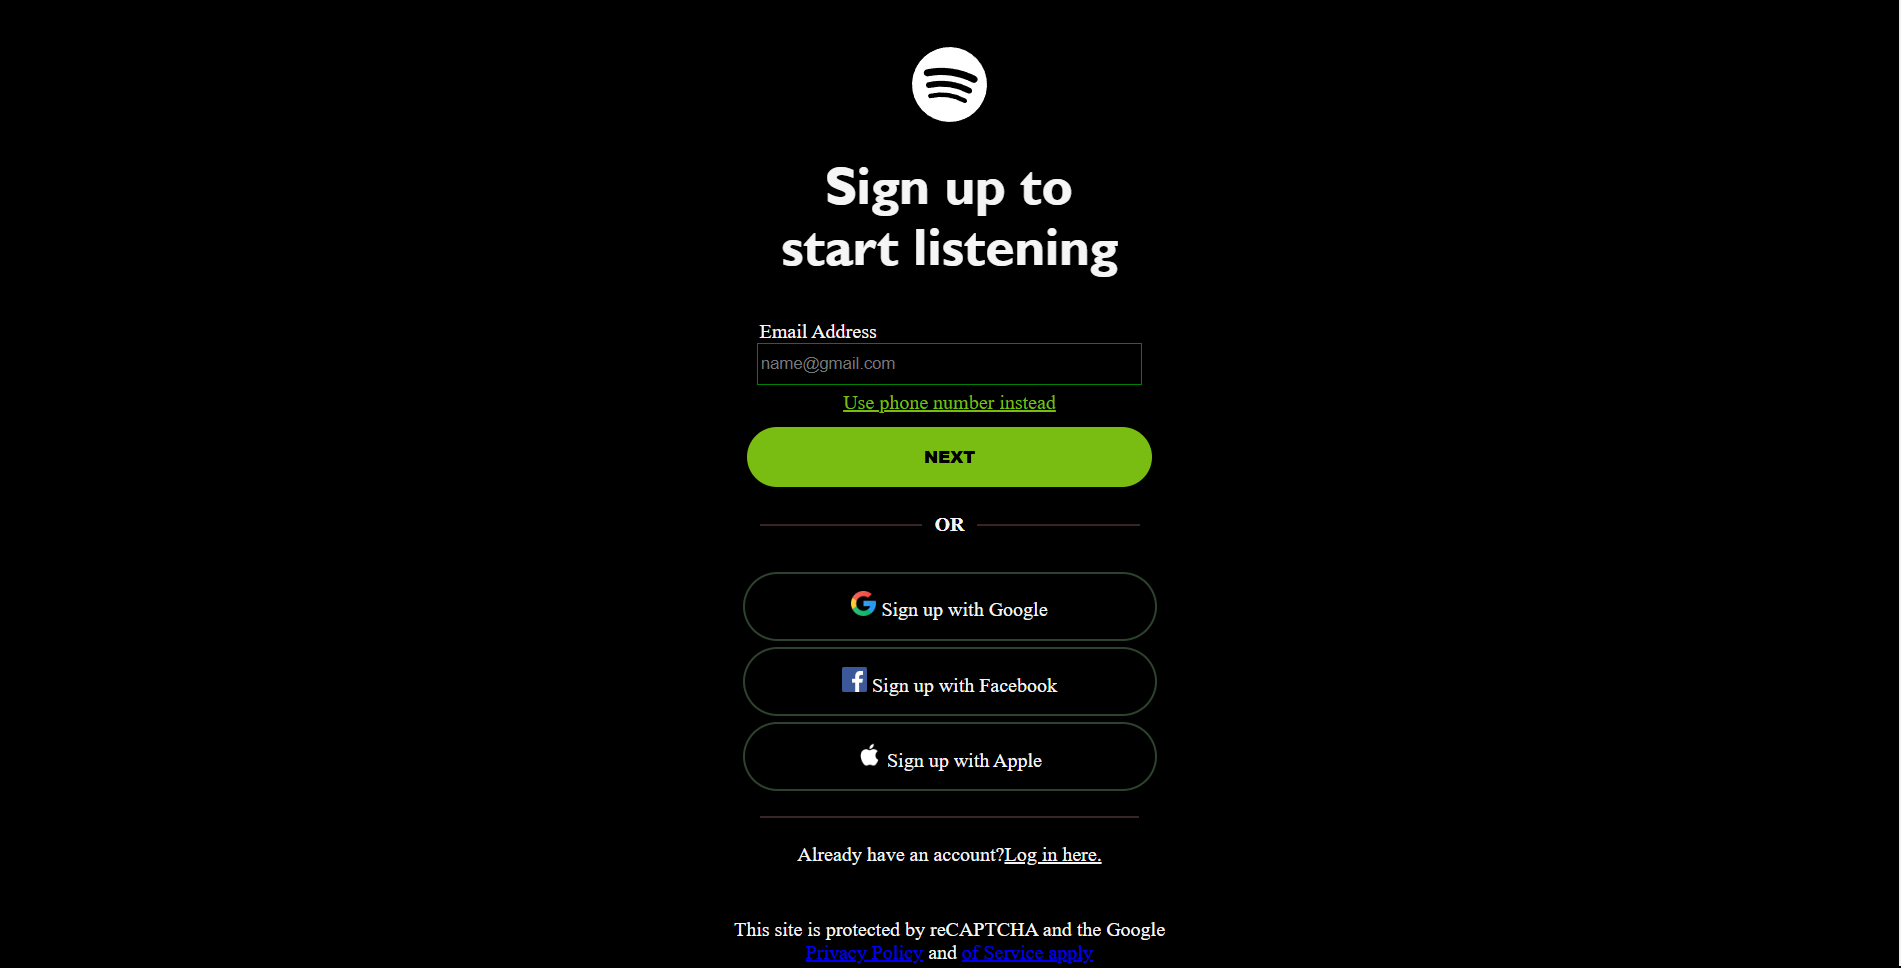 Sign up to
start listening
Email Address
name@gmail.com
Use phone number instead
NEXT
OR
Sign up with Google
Sign up with Facebook
Sign up with Apple
Already have an account?Log in here.
This site is protected by reCAPTCHA and the Google
Privacy Policy and of Service apply